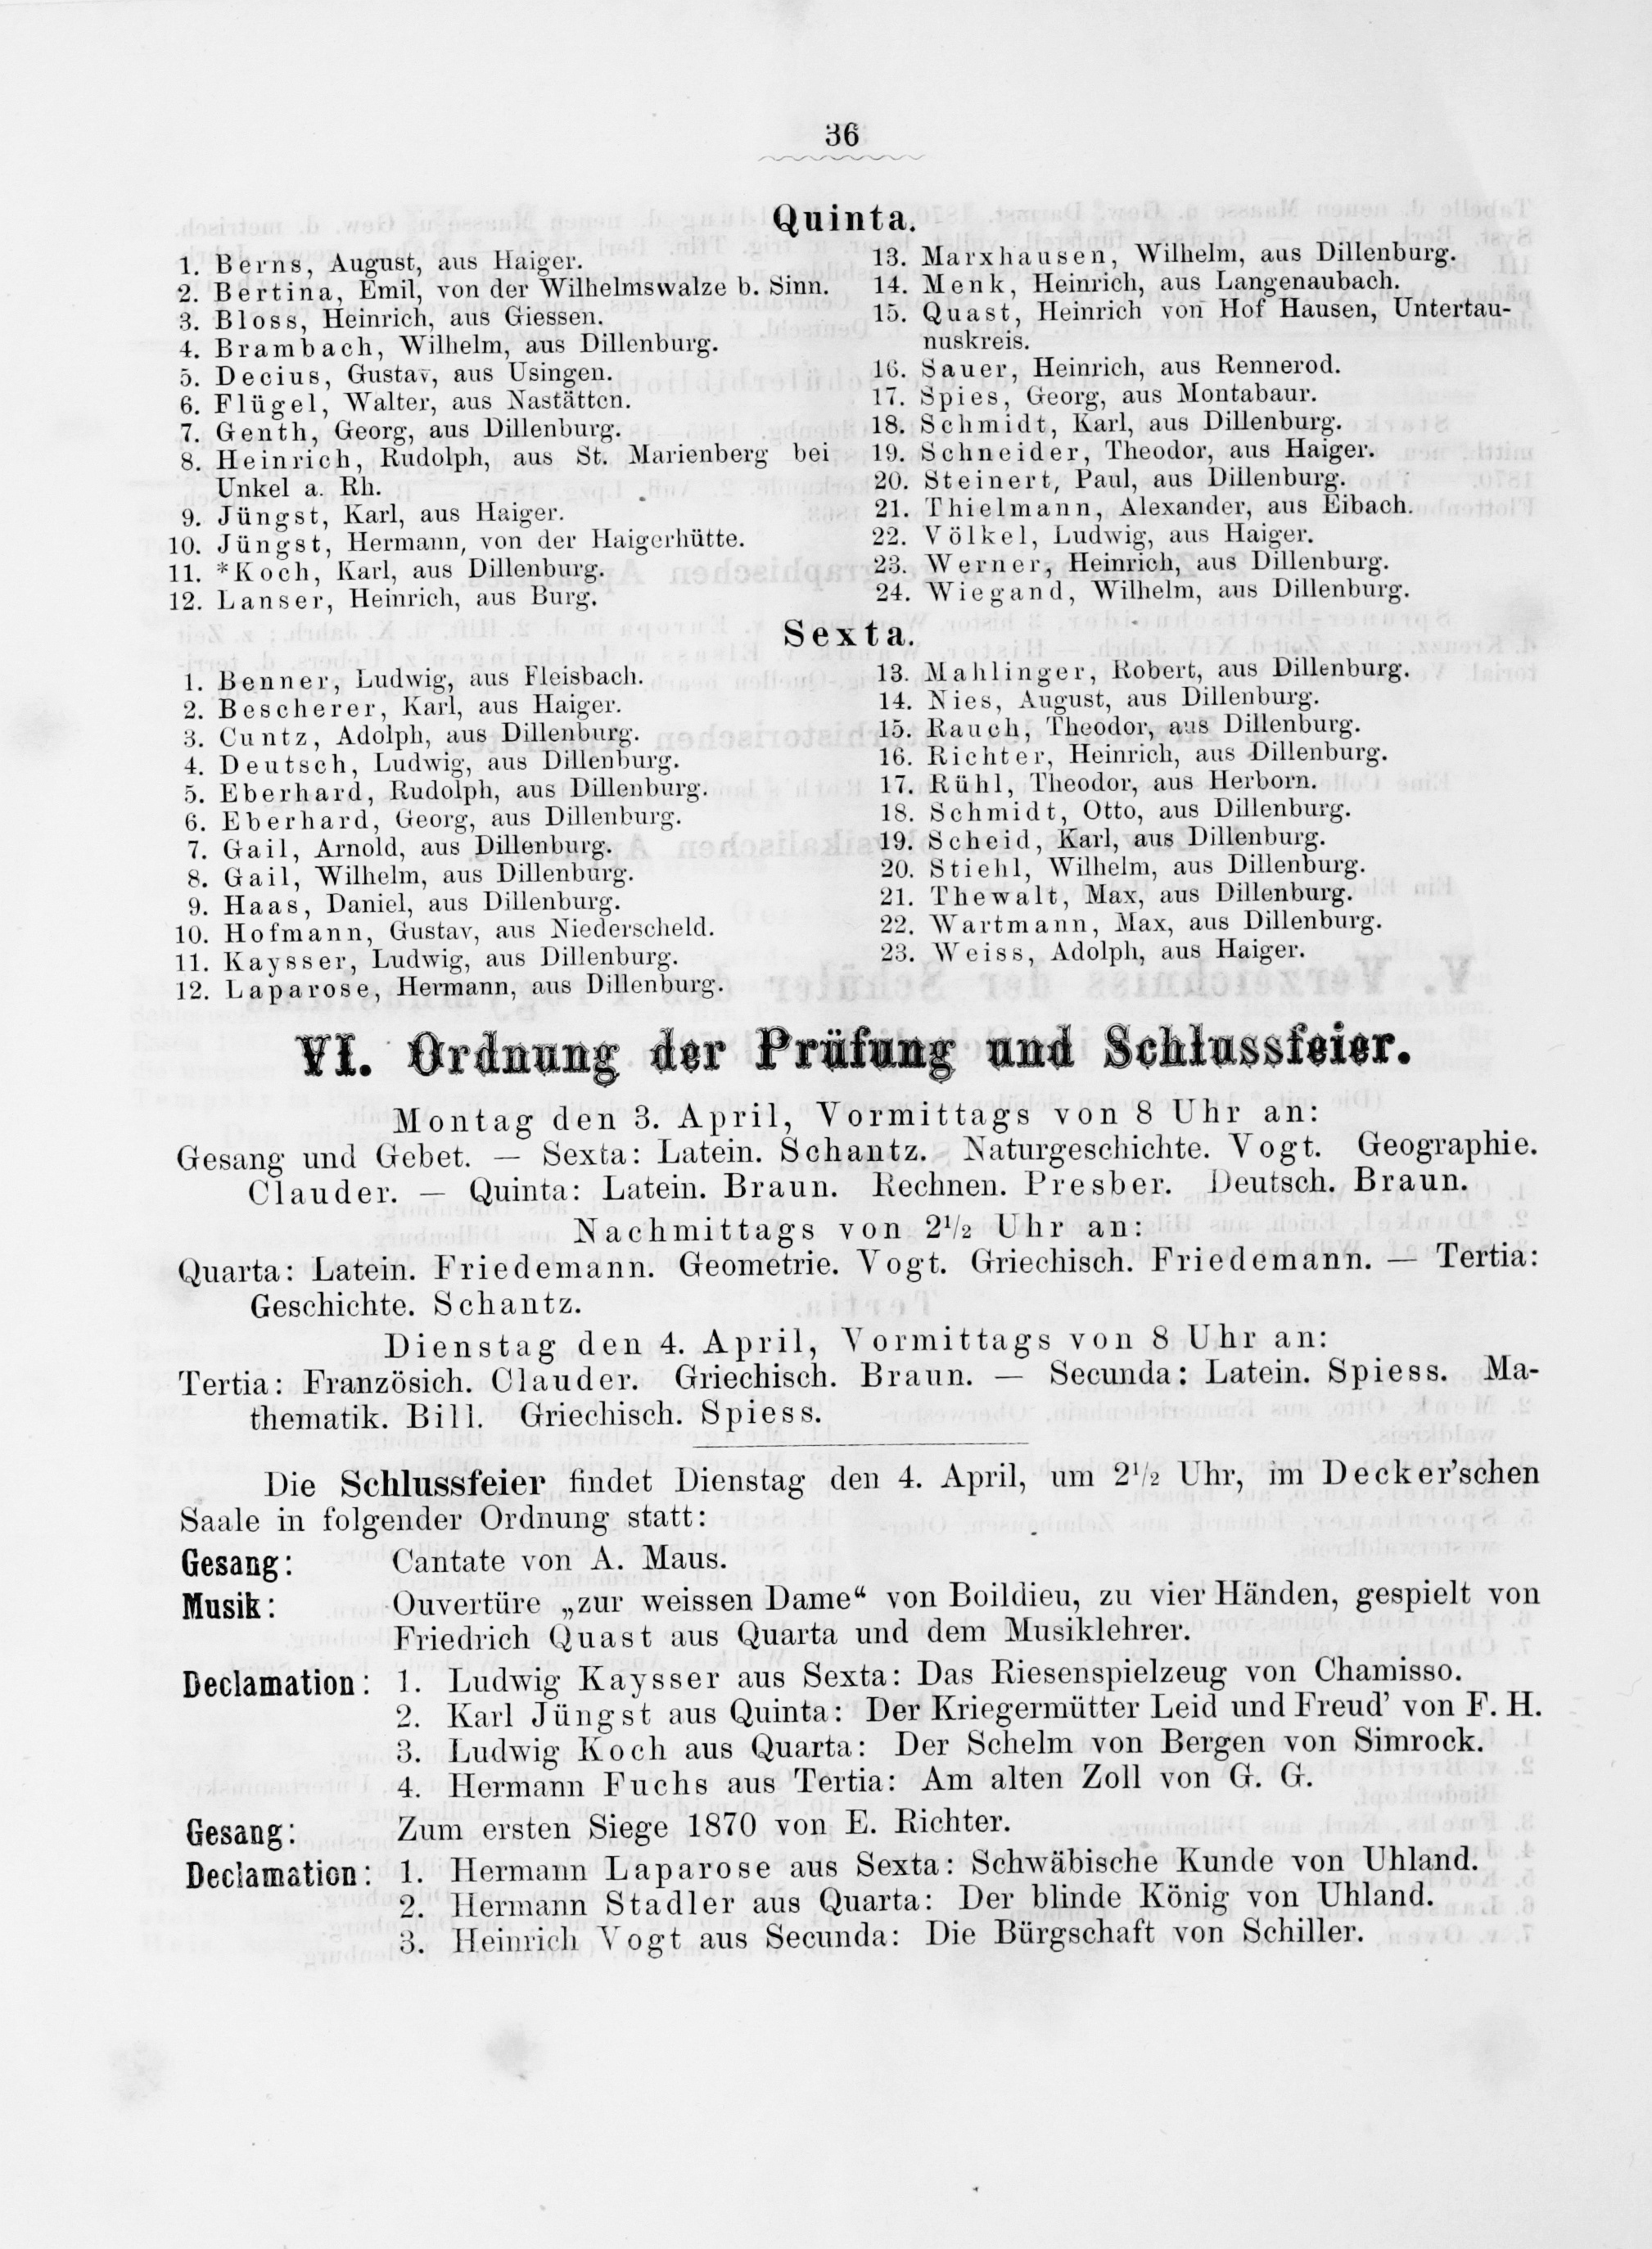 36
Quinta.
1. Berns, August, aus Haiger.
2. Bertina, Emil, von der Wilhelmswalze b. Sinn.
3. Bloss, Heinrich, aus Giessen.
4. Brambach, Wilhelm, aus Dillenburg.
5. Decius, Gustav, aus Usingen.
6. Flügel, Walter, aus Nastätten.
7. Genth, Georg, aus Dillenburg.
8. Heinrich, Rudolph, aus St. Marienberg bei
Unkel a. Rh.
9. Jüngst, Karl, aus Haiger.
10. Jüngst, Hermann, von der Haigerhütte.
11. *Koch, Karl, aus Dillenburg.
12. Lanser, Heinrich, aus Burg.
13. Marxhausen, Wilhelm, aus Dillenburg.
14. Menk, Heinrich, aus Langenaubach.
15. Quast, Heinrich von Hof Hausen, Untertau-
nuskreis.
16. Sauer, Heinrich, aus Rennerod.
17. Spies, Georg, aus Montabaur.
18. Schmidt, Karl, aus Dillenburg.
19. Schneider, Theodor, aus Haiger.
20. Steinert, Paul, aus Dillenburg.
21. Thielmann, Alexander, aus Eibach.
22. Völkel, Ludwig, aus Haiger.
23. Werner, Heinrich, aus Dillenburg.
24. Wiegand, Wilhelm, aus Dillenburg.
Sexta.
1. Benner, Ludwig, aus Fleisbach.
2. Bescherer, Karl, aus Haiger.
3. Cuntz, Adolph, aus Dillenburg.
4. Deutsch, Ludwig, aus Dillenburg.
5. Eberhard, Rudolph, aus Dillenburg.
6. Eberhard, Georg, aus Dillenburg.
7. Gail, Arnold, aus Dillenburg.
8. Gail, Wilhelm, aus Dillenburg.
9. Haas, Daniel, aus Dillenburg.
10. Hofmann, Gustav, aus Niederscheld.
11. Kaysser, Ludwig, aus Dillenburg.
12. Laparose, Hermann, aus Dillenburg.
13. Mahlinger, Robert, aus Dillenburg.
14. Nies, August, aus Dillenburg.
15. Rauch, Theodor, aus Dillenburg.
16. Richter, Heinrich, aus Dillenburg.
17. Rühl, Theodor, aus Herborn.
18. Schmidt, Otto, aus Dillenburg.
19. Scheid, Karl, aus Dillenburg.
20. Stiehl, Wilhelm, aus Dillenburg.
21. Thewalt, Max, aus Dillenburg.
22. Wartmann, Max, aus Dillenburg.
23. Weiss, Adolph, aus Haiger.
VI. Ordnung der Prüfung und Schlussfeier.
Montag den 3. April, Vormittags von 8 Uhr an:
Gesang und Gebet. — Sexta: Latein. Schantz. Naturgeschichte. Vogt. Geographie.
Clauder. — Quinta: Latein. Braun. Rechnen. Presber. Deutsch. Braun.
Nachmittags von 2½ Uhr an:
Quarta: Latein. Friedemann. Geometrie. Vogt. Griechisch. Friedemann. — Tertia:
Geschichte. Schantz.
Dienstag den 4. April, Vormittags von 8 Uhr an:
Tertia: Französich. Clauder. Griechisch. Braun. — Secunda: Latein. Spiess. Ma-
thematik. Bill. Griechisch. Spiess.
Die Schlussfeier findet Dienstag den 4. April, um 2½ Uhr, im Decker'schen
Saale in folgender Ordnung statt:
Gesang: Cantate von A. Maus.
Musik: Ouvertüre „zur weissen Dame“ von Boildieu, zu vier Händen, gespielt von
Friedrich Quast aus Quarta und dem Musiklehrer.
Declamation: 1. Ludwig Kaysser aus Sexta: Das Riesenspielzeug von Chamisso.
2. Karl Jüngst aus Quinta: Der Kriegermütter Leid und Freud' von F. H.
3. Ludwig Koch aus Quarta: Der Schelm von Bergen von Simrock.
4. Hermann Fuchs aus Tertia: Am alten Zoll von G. G.
Gesang: Zum ersten Siege 1870 von E. Richter.
Declamation: 1. Hermann Laparose aus Sexta: Schwäbische Kunde von Uhland.
2. Hermann Stadler aus Quarta: Der blinde König von Uhland.
3. Heinrich Vogt aus Secunda: Die Bürgschaft von Schiller.